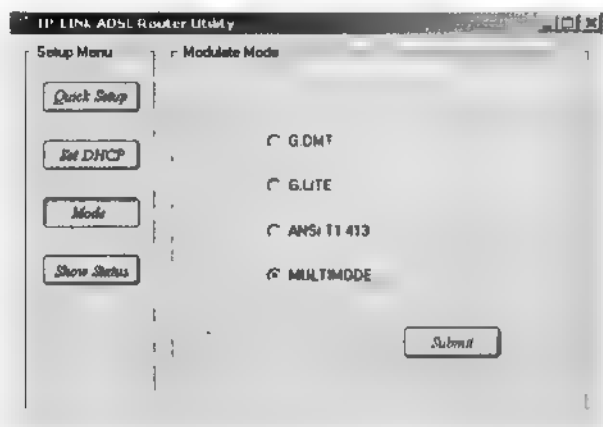 TP-LINK ADSL Router Utility
Setup Menu
Modulate Mode
Quick Setup
Set DHCP
Mode
Show Status
G.DMT
G.LITE
ANSI T1.413
MULTIMODE
Submit